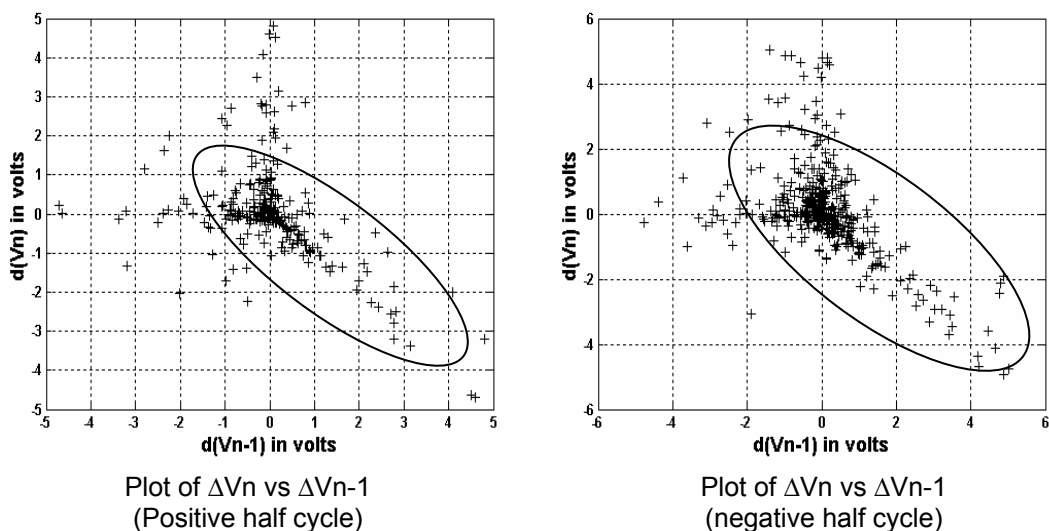 5
4
3
2
1
0
-1
-2
-3
-4
-5
d(Vn) in volts
-5 -4 -3 -2 -1 0 1 2 3 4 5
d(Vn-1) in volts
Plot of ∆Vn vs ∆Vn-1
(Positive half cycle)
6
4
2
0
-2
-4
-6
d(Vn) in volts
-6 -4 -2 0 2 4 6
d(Vn-1) in volts
Plot of ∆Vn vs ∆Vn-1
(negative half cycle)